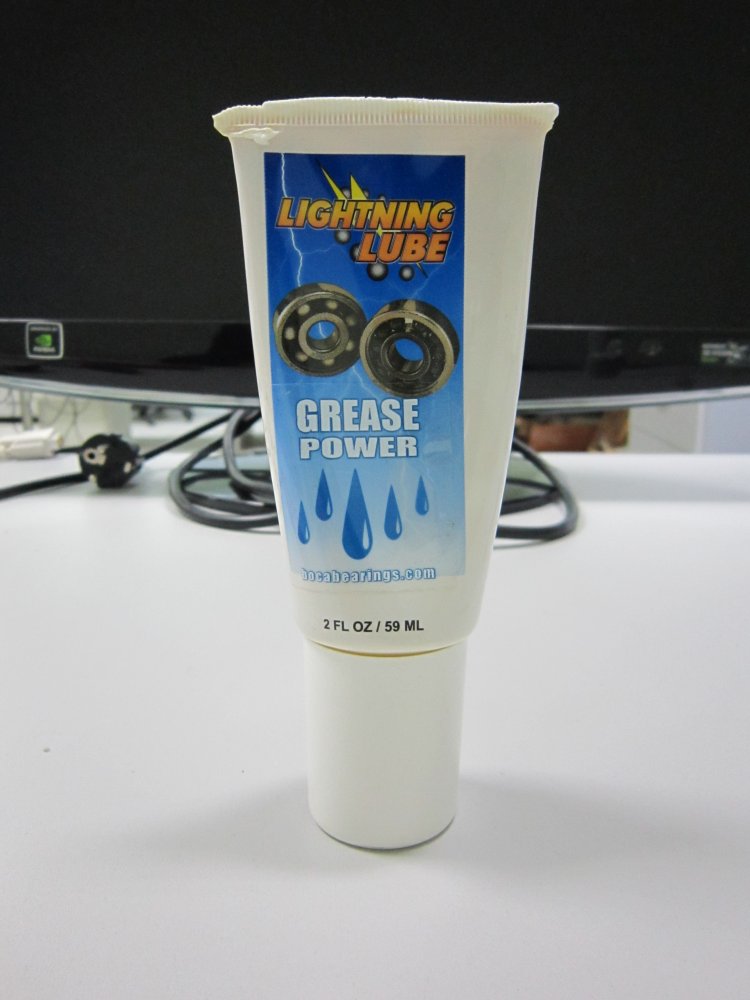 LIGHTNING
LUBE
GREASE
POWER
bocabearings.com
2 FL OZ / 59 ML